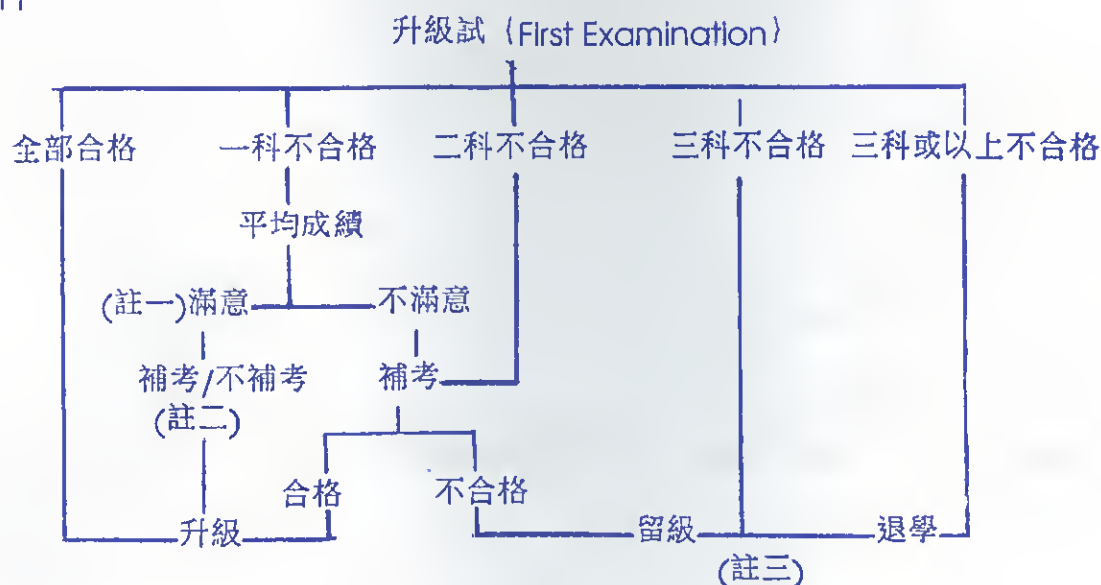 升級試 (First Examination)
全部合格 一科不合格 二科不合格 三科不合格 三科或以上不合格
平均成績
(註一)滿意 不滿意
補考/不補考 補考
(註二)
合格 不合格
升級 留級 退學
(註三)